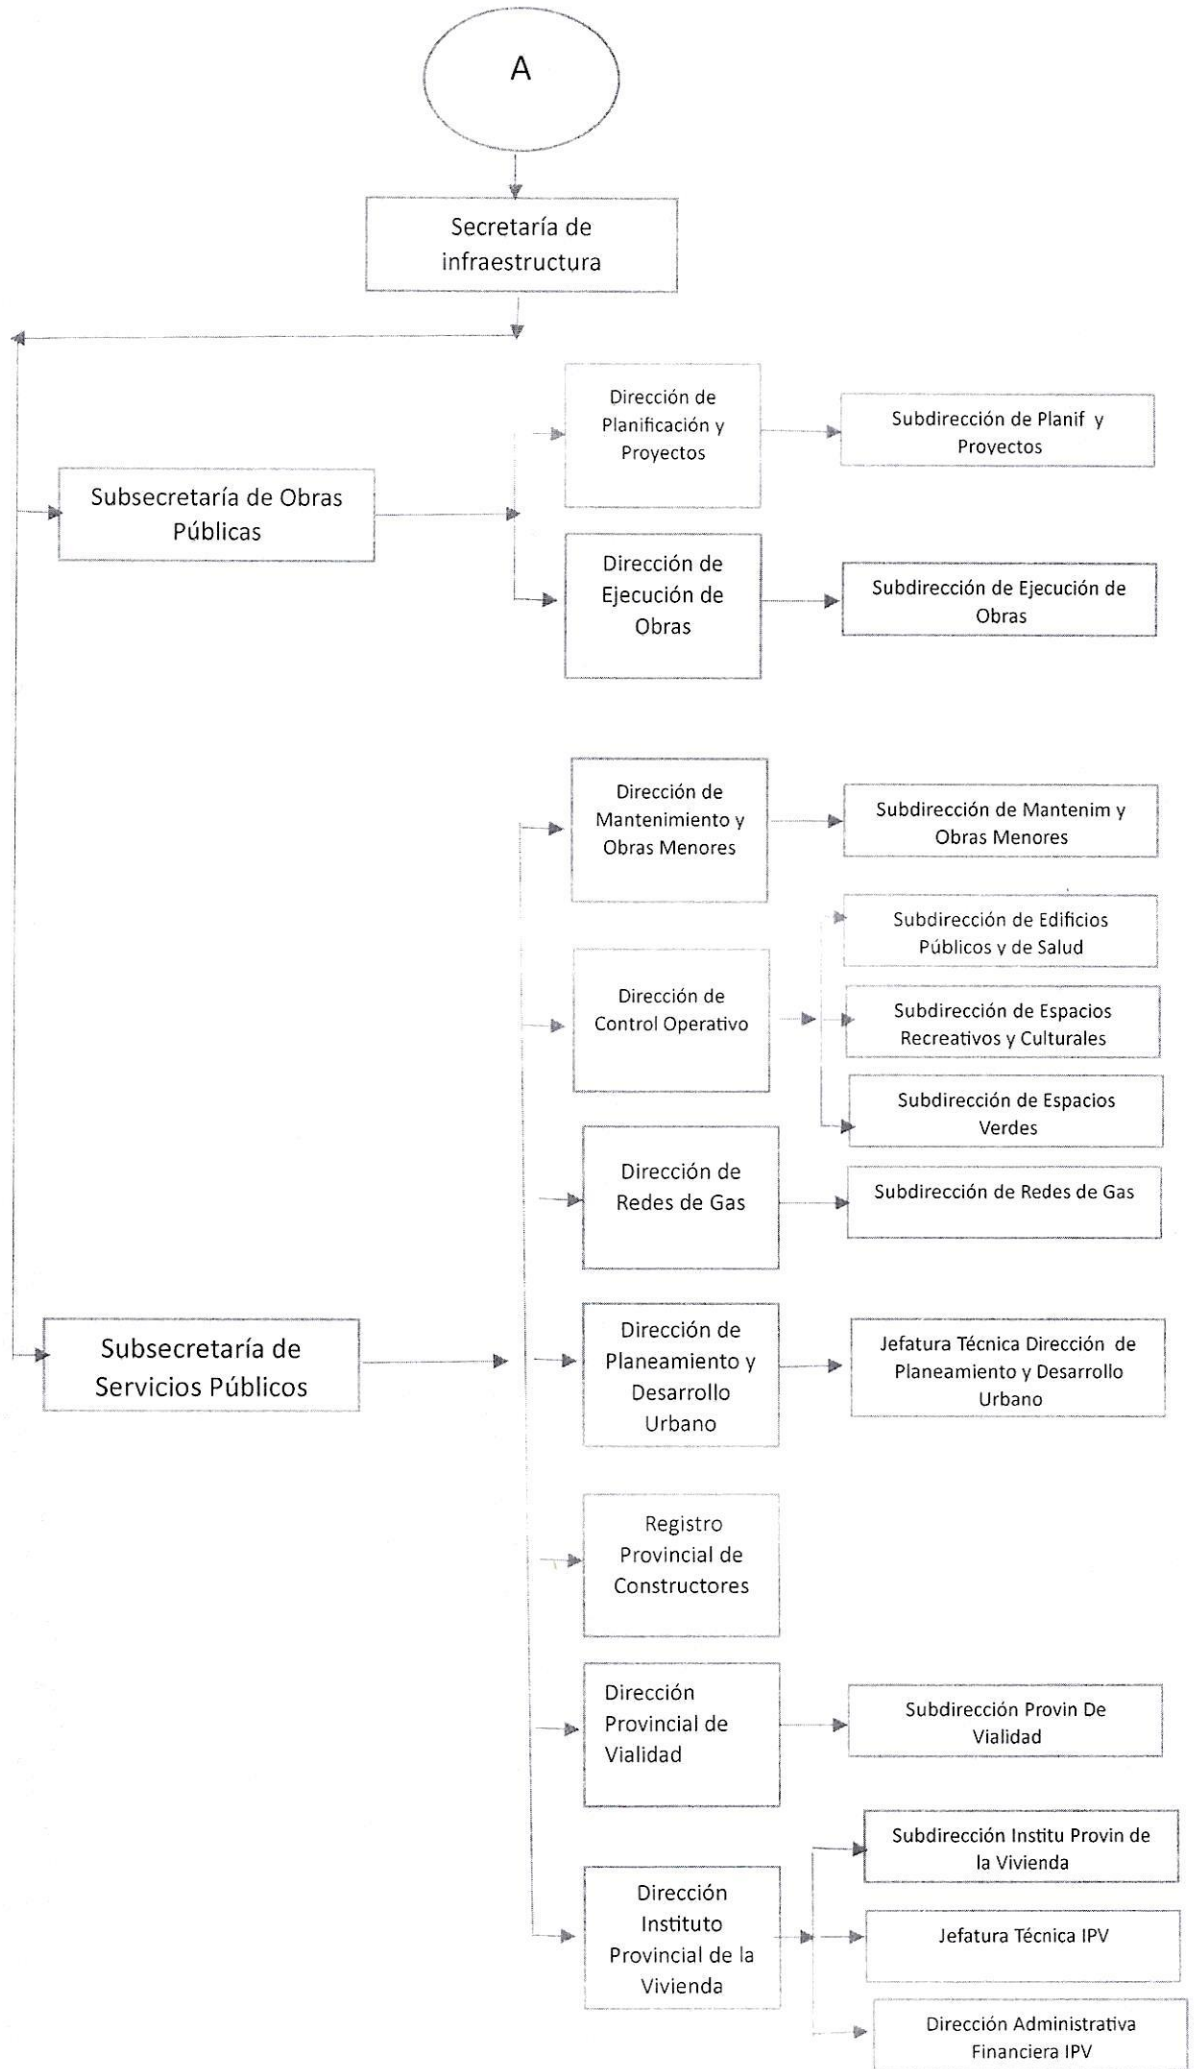 A
Secretaría de
infraestructura
Dirección de
Planificación y
Proyectos
Subdirección de Planif y
Proyectos
Subsecretaría de Obras
Públicas
Dirección de
Ejecución de
Obras
Subdirección de Ejecución de
Obras
Dirección de
Mantenimiento y
Obras Menores
Subdirección de Mantenim y
Obras Menores
Subdirección de Edificios
Públicos y de Salud
Dirección de
Control Operativo
Subdirección de Espacios
Recreativos y Culturales
Subdirección de Espacios
Verdes
Dirección de
Redes de Gas
Subdirección de Redes de Gas
Subsecretaría de
Servicios Públicos
Dirección de
Planeamiento y
Desarrollo
Urbano
Jefatura Técnica Dirección de
Planeamiento y Desarrollo
Urbano
Registro
Provincial de
Constructores
Dirección
Provincial de
Vialidad
Subdirección Provin De
Vialidad
Subdirección Institu Provin de
la Vivienda
Dirección
Instituto
Provincial de la
Vivienda
Jefatura Técnica IPV
Dirección Administrativa
Financiera IPV